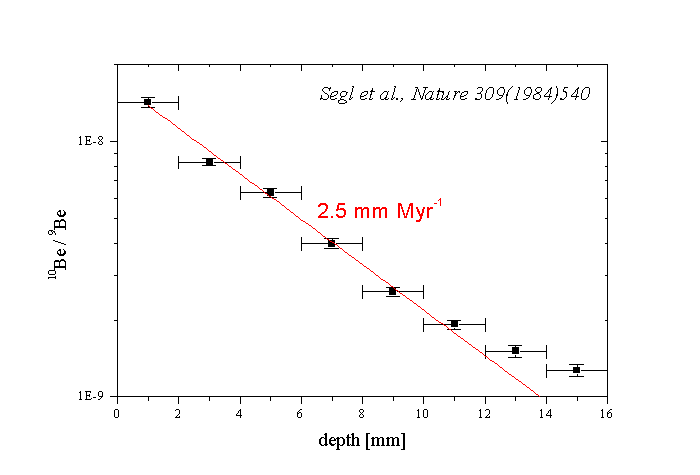 Segl et al., Nature 309(1984)540
1E-8
2.5 mm Myr-1
10Be / 9Be
1E-9
0 2 4 6 8 10 12 14 16
depth [mm]